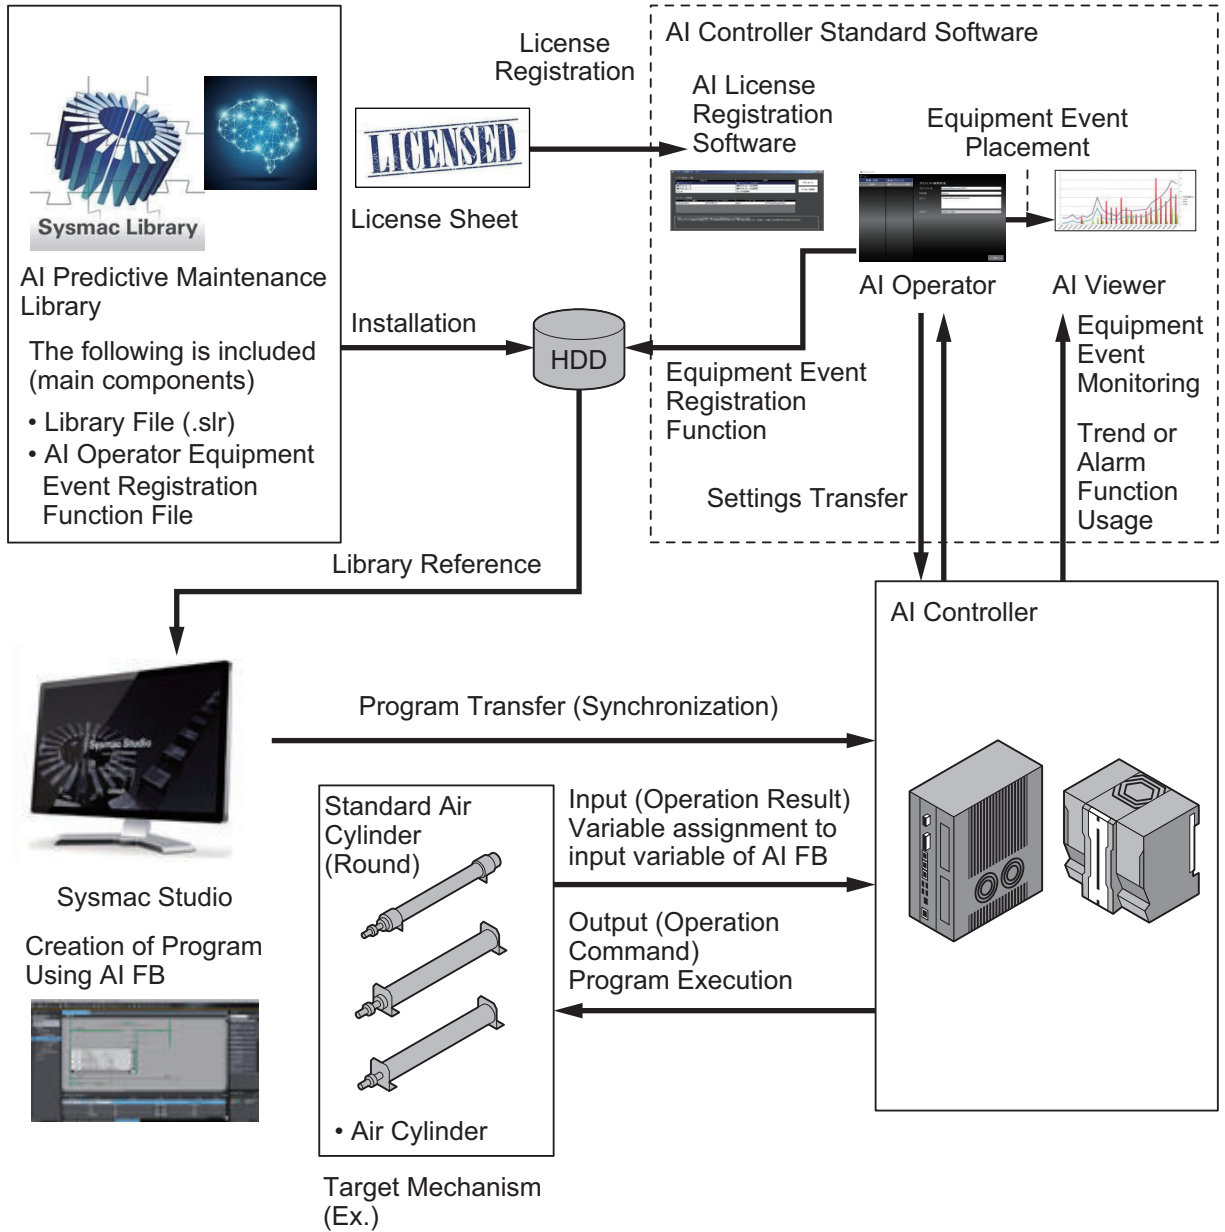 Sysmac Library
AI Predictive Maintenance
Library
The following is included
(main components)
• Library File (.slr)
• AI Operator Equipment
Event Registration
Function File
License
Registration
LICENSED
License Sheet
Installation
HDD
AI Controller Standard Software
AI License
Registration
Software
Equipment Event
Placement
AI Operator
AI Viewer
Equipment Event
Registration
Function
Equipment
Event
Monitoring
Trend or
Alarm
Function
Usage
Settings Transfer
Library Reference
AI Controller
Sysmac Studio
Program Transfer (Synchronization)
Sysmac Studio
Creation of Program
Using AI FB
Standard Air
Cylinder
(Round)
• Air Cylinder
Target Mechanism
(Ex.)
Input (Operation Result)
Variable assignment to
input variable of AI FB
Output (Operation
Command)
Program Execution